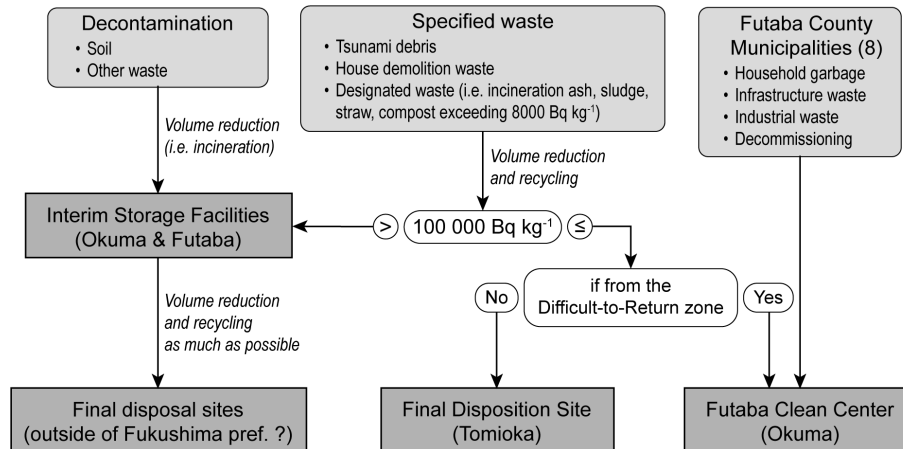 Decontamination
• Soil
• Other waste
Specified waste
• Tsunami debris
• House demolition waste
• Designated waste (i.e. incineration ash, sludge,
straw, compost exceeding 8000 Bq kg⁻¹)
Futaba County
Municipalities (8)
• Household garbage
• Infrastructure waste
• Industrial waste
• Decommissioning
Volume reduction
(i.e. incineration)
Volume reduction
and recycling
Interim Storage Facilities
(Okuma & Futaba)
>
100 000 Bq kg⁻¹
≤
if from the
Difficult-to-Return zone
No
Yes
Volume reduction
and recycling
as much as possible
Final disposal sites
(outside of Fukushima pref. ?)
Final Disposition Site
(Tomioka)
Futaba Clean Center
(Okuma)